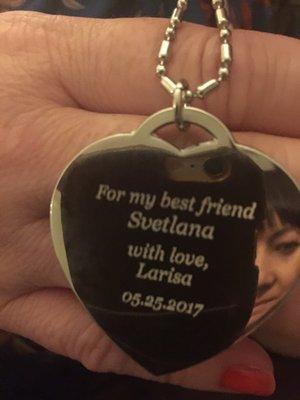 For my best friend
Svetlana
with love,
Larisa
05.25.2017